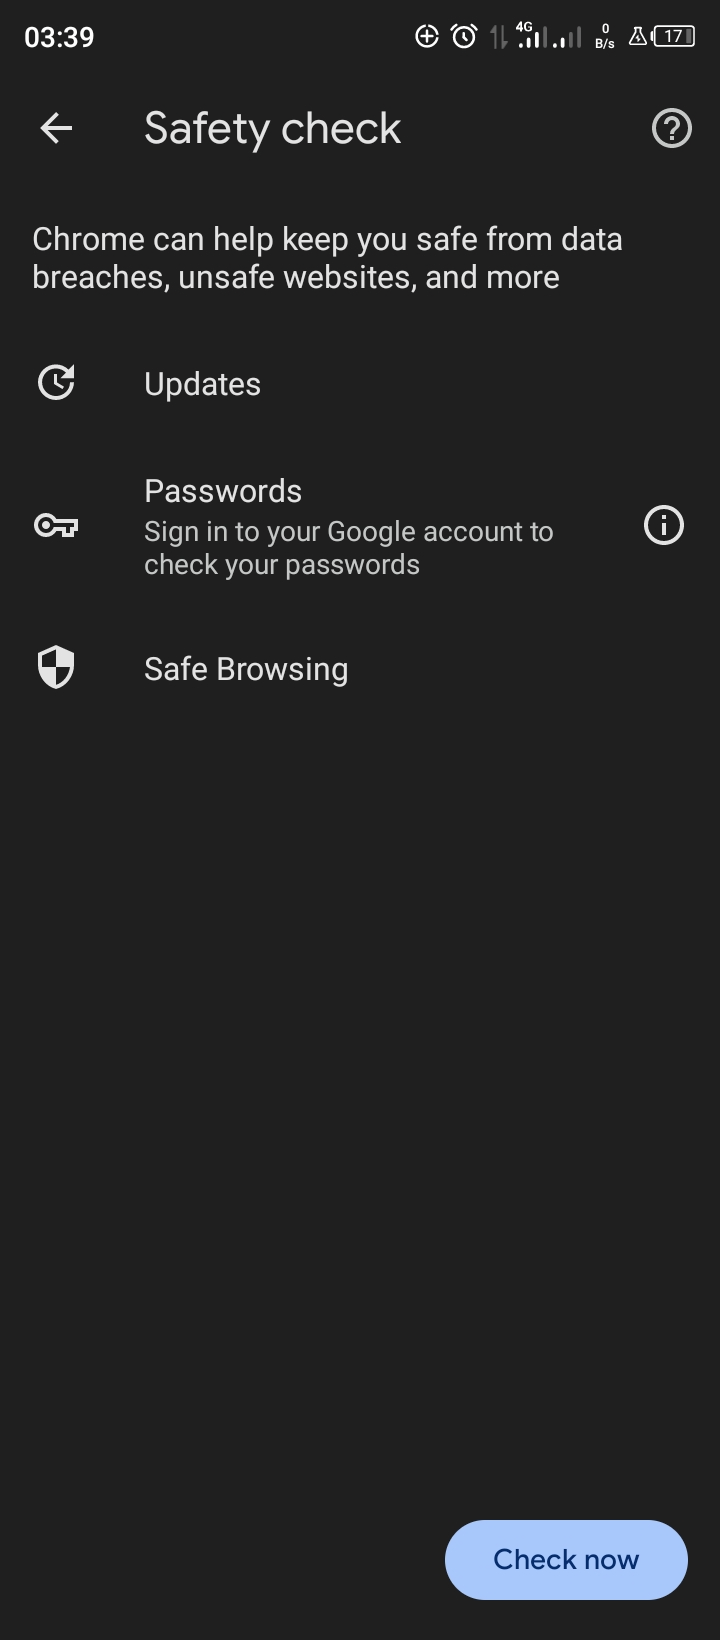 03:39
4G
0
B/s
17
Safety check
Chrome can help keep you safe from data
breaches, unsafe websites, and more
Updates
Passwords
Sign in to your Google account to
check your passwords
Safe Browsing
Check now